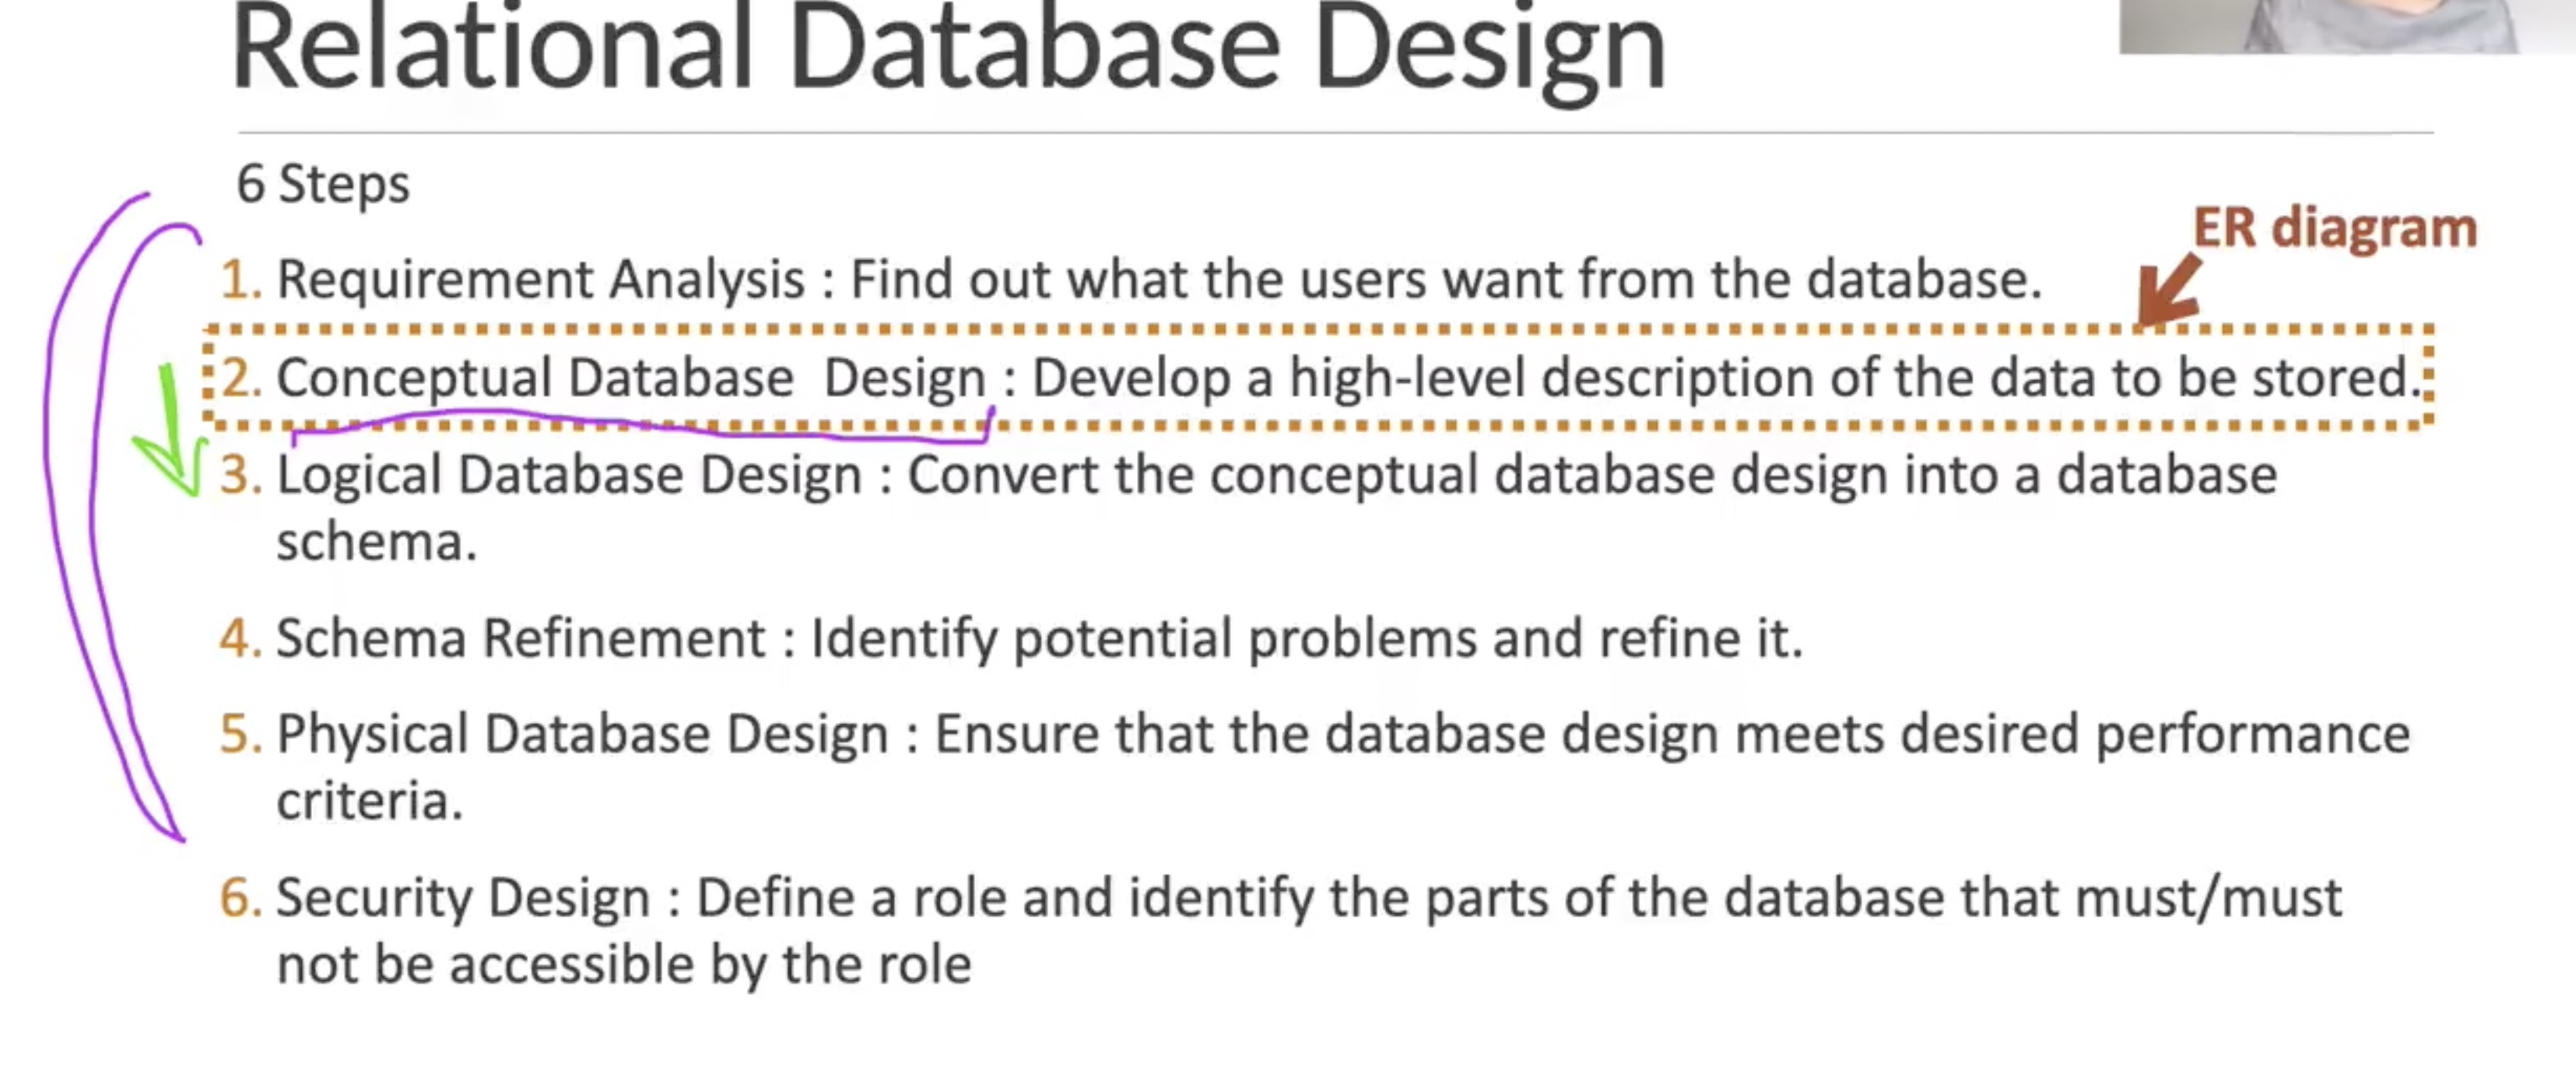 Relational Database Design
6 Steps
ER diagram
1. Requirement Analysis : Find out what the users want from the database.
2. Conceptual Database Design : Develop a high-level description of the data to be stored.
3. Logical Database Design : Convert the conceptual database design into a database
schema.
4. Schema Refinement : Identify potential problems and refine it.
5. Physical Database Design : Ensure that the database design meets desired performance
criteria.
6. Security Design : Define a role and identify the parts of the database that must/must
not be accessible by the role